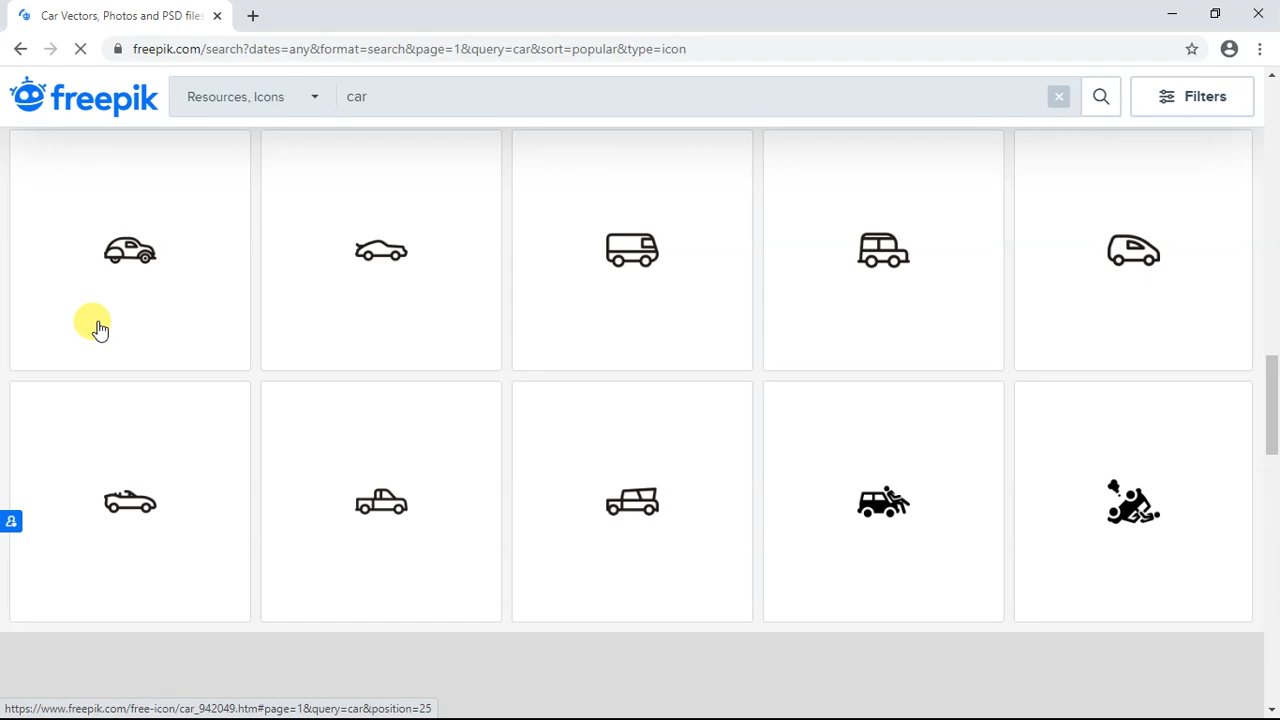 Car Vectors, Photos and PSD files
freepik.com/search?dates=any&format=search&page=1&query=car&sort=popular&type=icon
freepik
Resources, Icons
car
Filters
https://www.freepik.com/free-icon/car_942049.htm#page=1&query=car&position=25